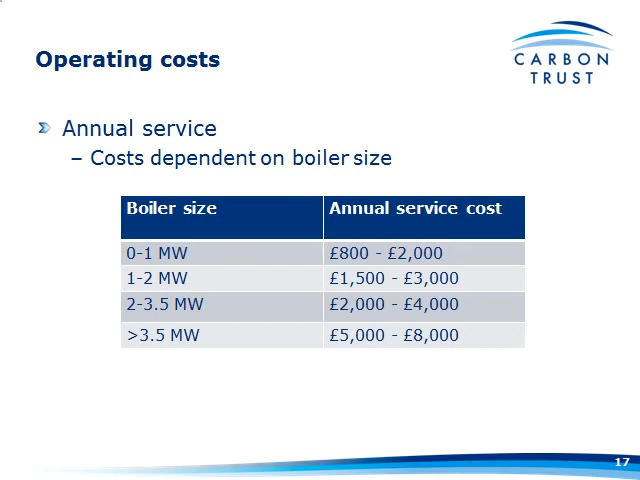 Operating costs
CARBON
TRUST
Annual service
– Costs dependent on boiler size
Boiler size Annual service cost
0-1 MW £800 - £2,000
1-2 MW £1,500 - £3,000
2-3.5 MW £2,000 - £4,000
>3.5 MW £5,000 - £8,000
17